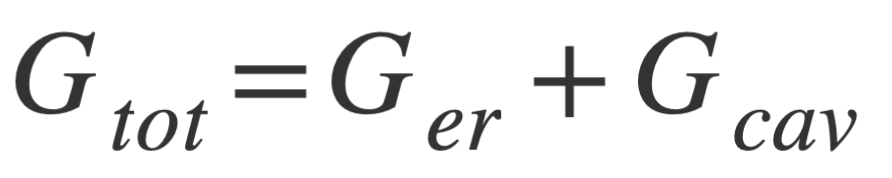 G_tot = G_er + G_cav